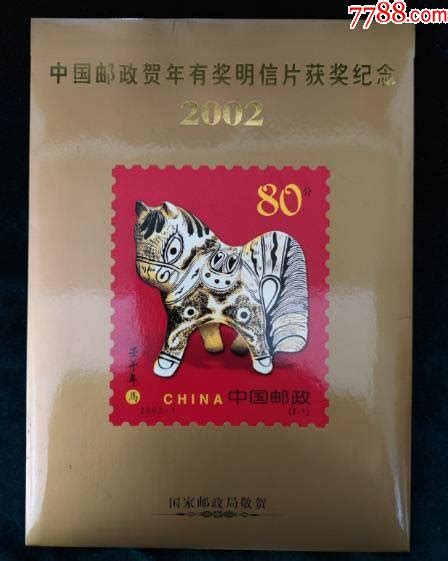 7788.com
中国邮政贺年有奖明信片获奖纪念
2002
80分
壬午年
马
2002-1
CHINA 中国邮政
(2-1)
国家邮政局敬贺